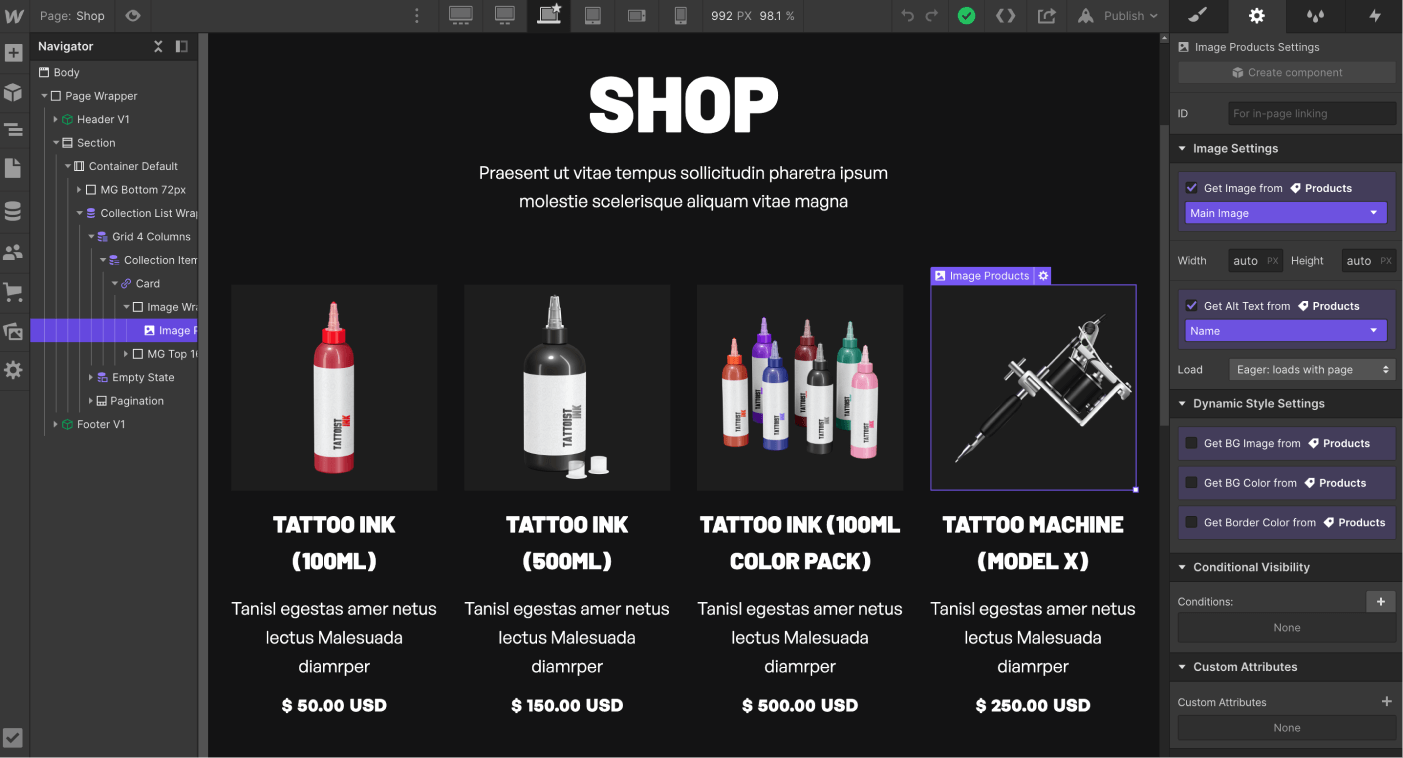 Page: Shop
992 PX 98.1 %
Publish
Navigator
Body
Page Wrapper
Header V1
Section
Container Default
MG Bottom 72px
Collection List Wrap
Grid 4 Columns
Collection Item
Card
Image Wra
Image P
MG Top 16
Empty State
Pagination
Footer V1
SHOP
Praesent ut vitae tempus sollicitudin pharetra ipsum
molestie scelerisque aliquam vitae magna
Image Products
TATTOIST INK
TATTOIST INK
TATTOO INK
(100ML)
Tanisl egestas amer netus
lectus Malesuada
diamrper
$ 50.00 USD
TATTOO INK
(500ML)
Tanisl egestas amer netus
lectus Malesuada
diamrper
$ 150.00 USD
TATTOO INK (100ML
COLOR PACK)
Tanisl egestas amer netus
lectus Malesuada
diamrper
$ 500.00 USD
TATTOO MACHINE
(MODEL X)
Tanisl egestas amer netus
lectus Malesuada
diamrper
$ 250.00 USD
Image Products Settings
Create component
ID For in-page linking
Image Settings
Get Image from Products
Main Image
Width auto PX Height auto PX
Get Alt Text from Products
Name
Load Eager: loads with page
Dynamic Style Settings
Get BG Image from Products
Get BG Color from Products
Get Border Color from Products
Conditional Visibility
Conditions: +
None
Custom Attributes
Custom Attributes +
None